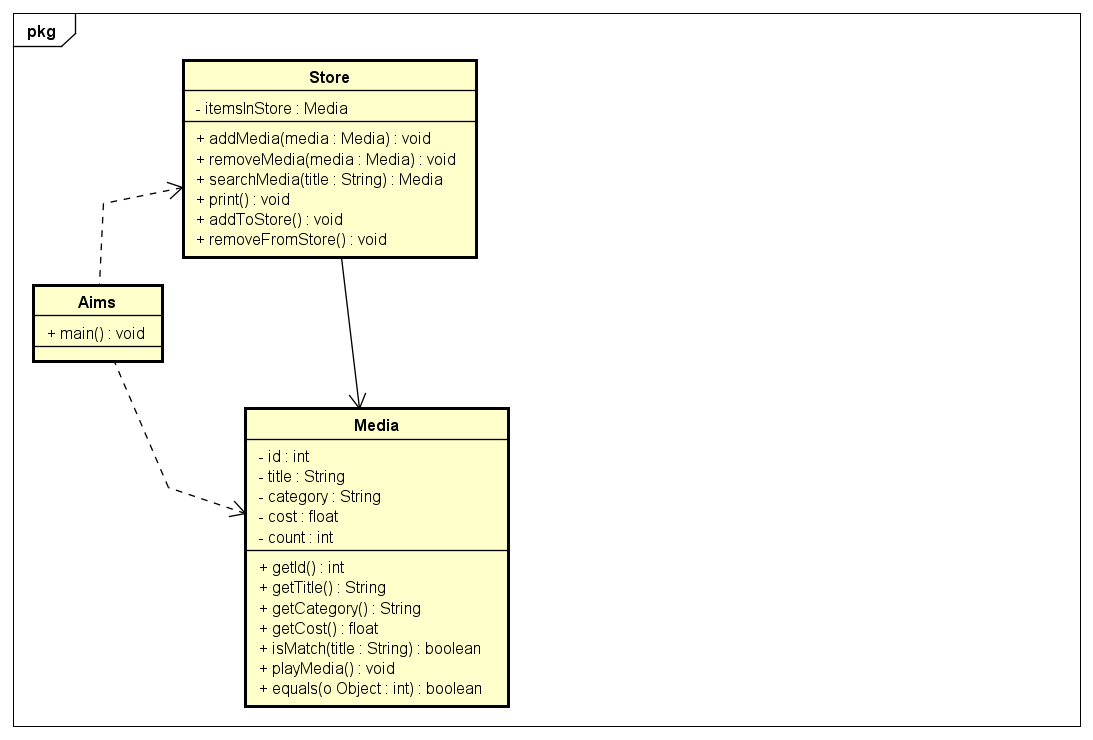 pkg
Store
- itemsInStore : Media
+ addMedia(media : Media) : void
+ removeMedia(media : Media) : void
+ searchMedia(title : String) : Media
+ print() : void
+ addToStore() : void
+ removeFromStore() : void
Aims
+ main() : void
Media
- id : int
- title : String
- category : String
- cost : float
- count : int
+ getId() : int
+ getTitle() : String
+ getCategory() : String
+ getCost() : float
+ isMatch(title : String) : boolean
+ playMedia() : void
+ equals(o Object : int) : boolean